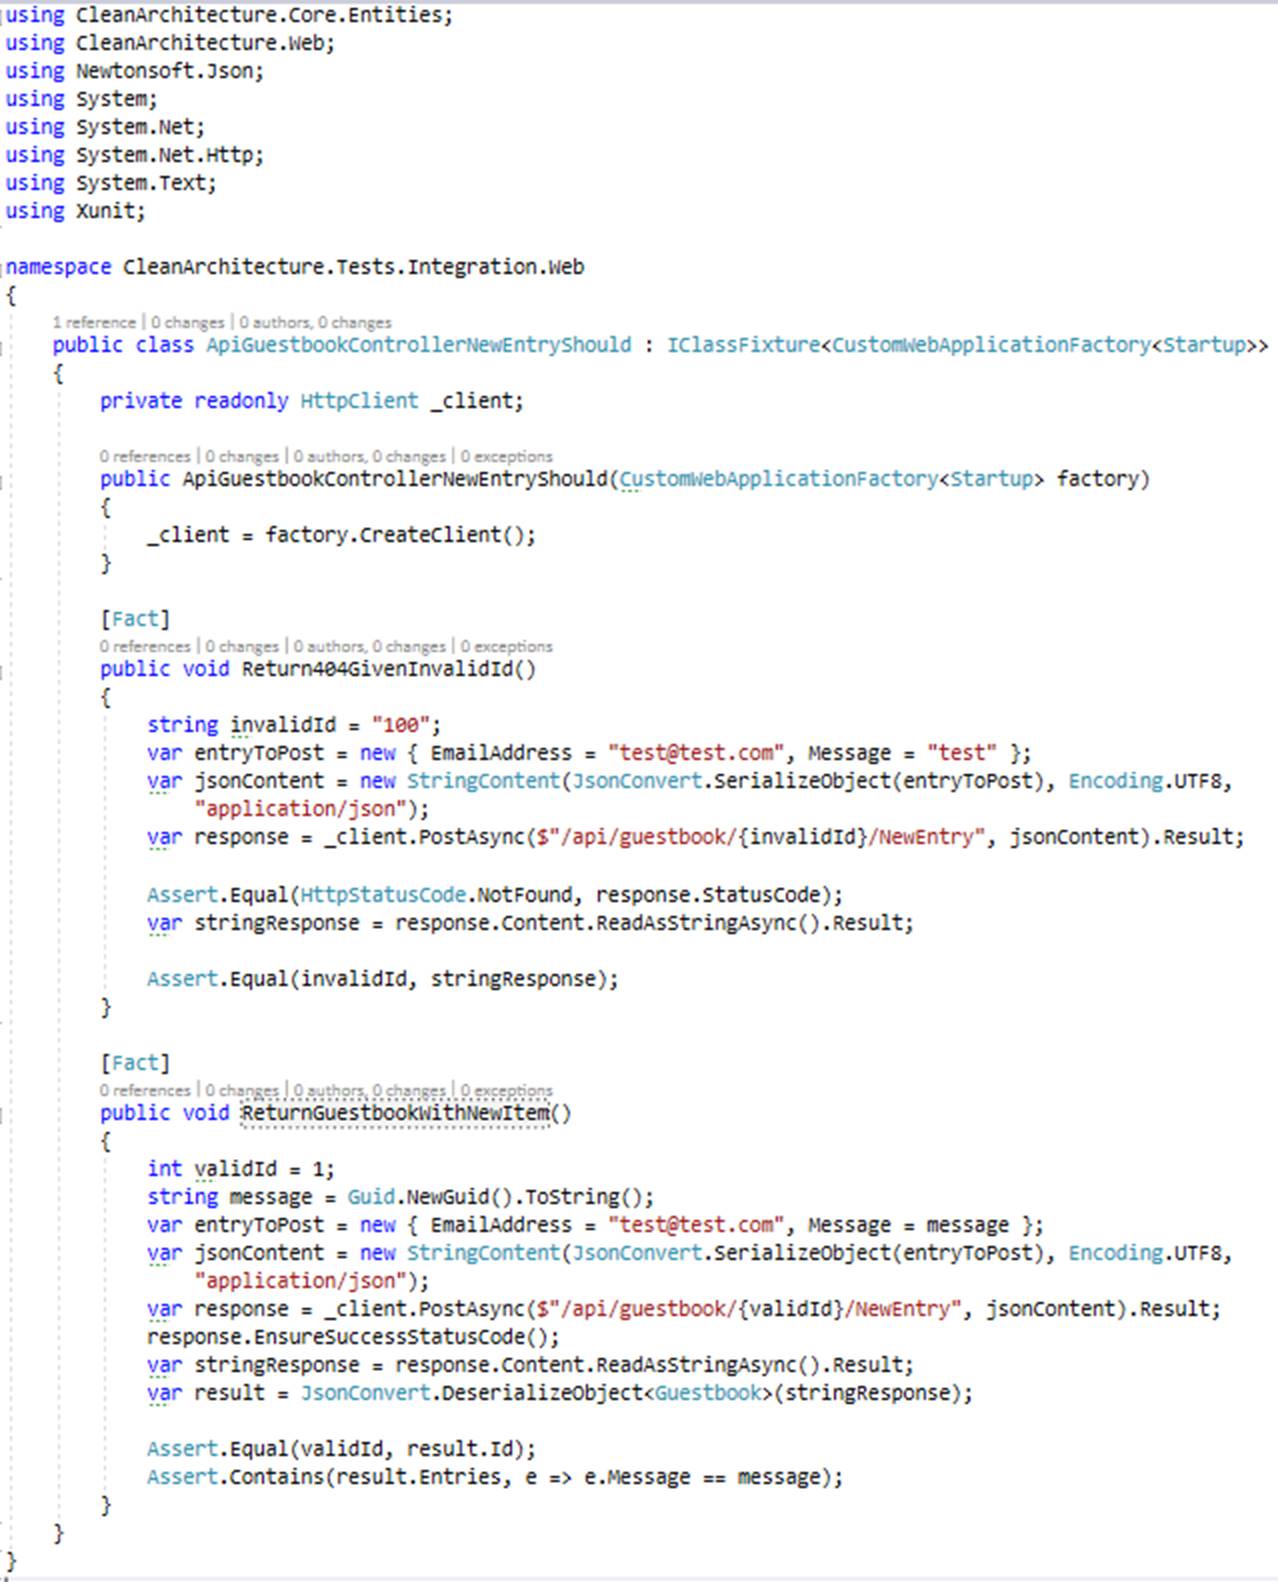 using CleanArchitecture.Core.Entities;
using CleanArchitecture.Web;
using Newtonsoft.Json;
using System;
using System.Net;
using System.Net.Http;
using System.Text;
using Xunit;
namespace CleanArchitecture.Tests.Integration.Web
{
1 reference | 0 changes | 0 authors, 0 changes
public class ApiGuestbookControllerNewEntryShould : IClassFixture<CustomWebApplicationFactory<Startup>>
{
private readonly HttpClient _client;
0 references | 0 changes | 0 authors, 0 changes | 0 exceptions
public ApiGuestbookControllerNewEntryShould(CustomWebApplicationFactory<Startup> factory)
{
_client = factory.CreateClient();
}
[Fact]
0 references | 0 changes | 0 authors, 0 changes | 0 exceptions
public void Return404GivenInvalidId()
{
string invalidId = "100";
var entryToPost = new { EmailAddress = "test@test.com", Message = "test" };
var jsonContent = new StringContent(JsonConvert.SerializeObject(entryToPost), Encoding.UTF8,
"application/json");
var response = _client.PostAsync($"/api/guestbook/{invalidId}/NewEntry", jsonContent).Result;
Assert.Equal(HttpStatusCode.NotFound, response.StatusCode);
var stringResponse = response.Content.ReadAsStringAsync().Result;
Assert.Equal(invalidId, stringResponse);
}
[Fact]
0 references | 0 changes | 0 authors, 0 changes | 0 exceptions
public void ReturnGuestbookWithNewItem()
{
int validId = 1;
string message = Guid.NewGuid().ToString();
var entryToPost = new { EmailAddress = "test@test.com", Message = message };
var jsonContent = new StringContent(JsonConvert.SerializeObject(entryToPost), Encoding.UTF8,
"application/json");
var response = _client.PostAsync($"/api/guestbook/{validId}/NewEntry", jsonContent).Result;
response.EnsureSuccessStatusCode();
var stringResponse = response.Content.ReadAsStringAsync().Result;
var result = JsonConvert.DeserializeObject<Guestbook>(stringResponse);
Assert.Equal(validId, result.Id);
Assert.Contains(result.Entries, e => e.Message == message);
}
}
}